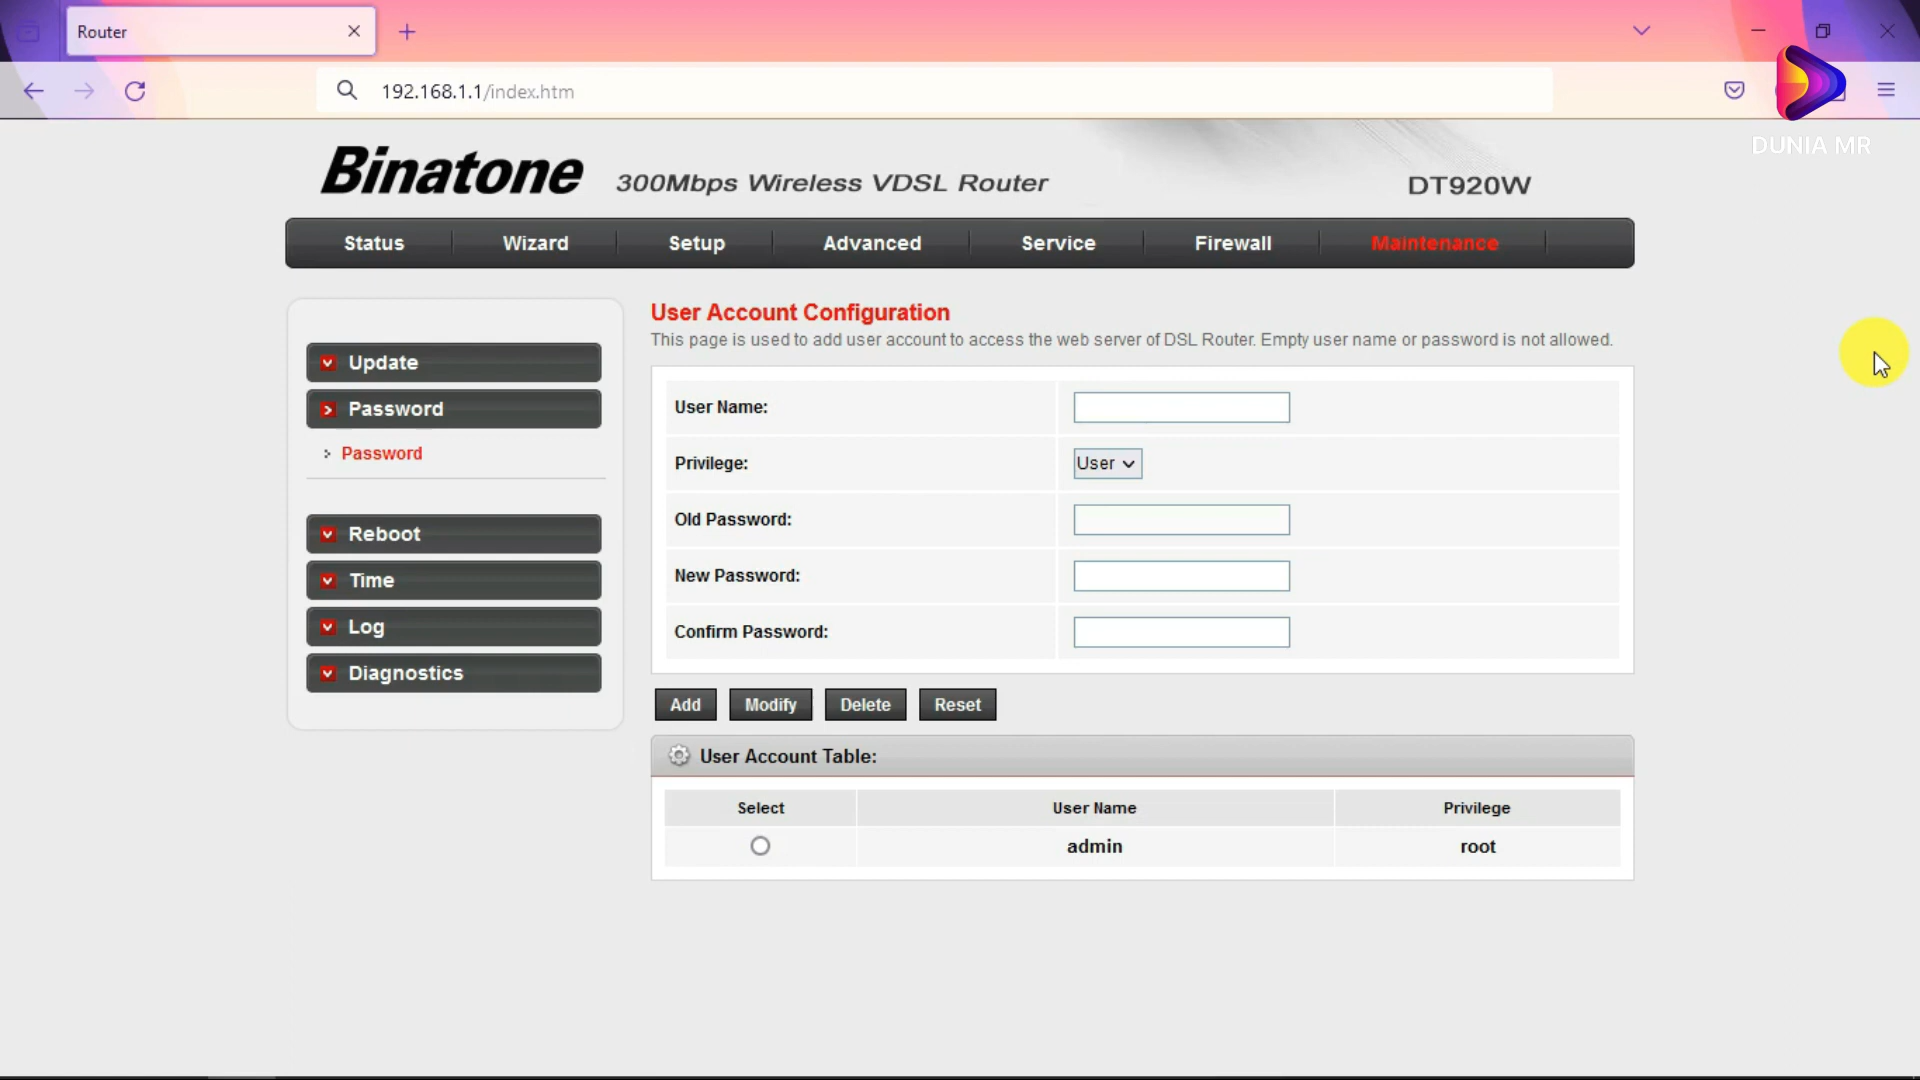 Router
192.168.1.1/index.htm
DUNIA MR
Binatone 300Mbps Wireless VDSL Router DT920W
Status Wizard Setup Advanced Service Firewall Maintenance
Update
Password
Password
Reboot
Time
Log
Diagnostics
User Account Configuration
This page is used to add user account to access the web server of DSL Router. Empty user name or password is not allowed.
User Name:
Privilege: User
Old Password:
New Password:
Confirm Password:
Add Modify Delete Reset
User Account Table:
Select User Name Privilege
admin root